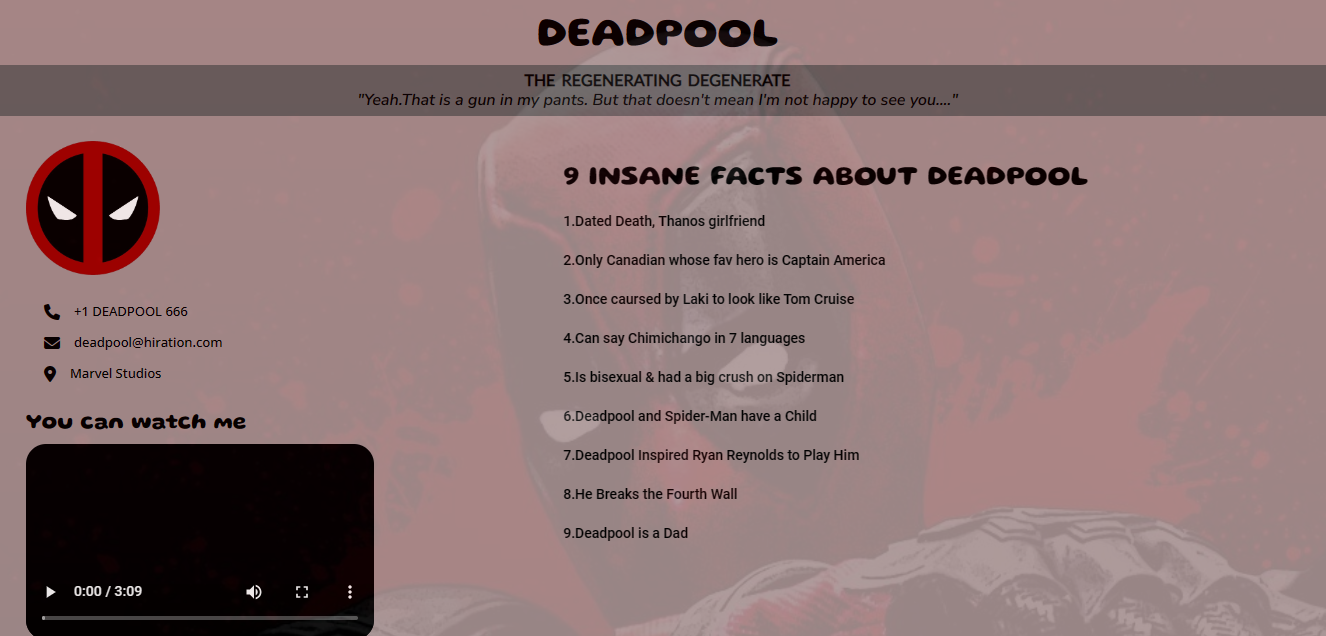 DEADPOOL
THE REGENERATING DEGENERATE
"Yeah.That is a gun in my pants. But that doesn't mean I'm not happy to see you...."
+1 DEADPOOL 666
deadpool@hiration.com
Marvel Studios
You can watch me
0:00 / 3:09
9 INSANE FACTS ABOUT DEADPOOL
1.Dated Death, Thanos girlfriend
2.Only Canadian whose fav hero is Captain America
3.Once caursed by Laki to look like Tom Cruise
4.Can say Chimichango in 7 languages
5.Is bisexual & had a big crush on Spiderman
6.Deadpool and Spider-Man have a Child
7.Deadpool Inspired Ryan Reynolds to Play Him
8.He Breaks the Fourth Wall
9.Deadpool is a Dad